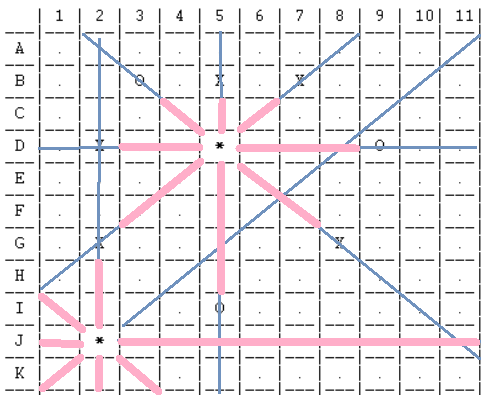 1 2 3 4 5 6 7 8 9 10 11
A
B O X X
C
D X * O
E
F
G X X
H
I O
J *
K